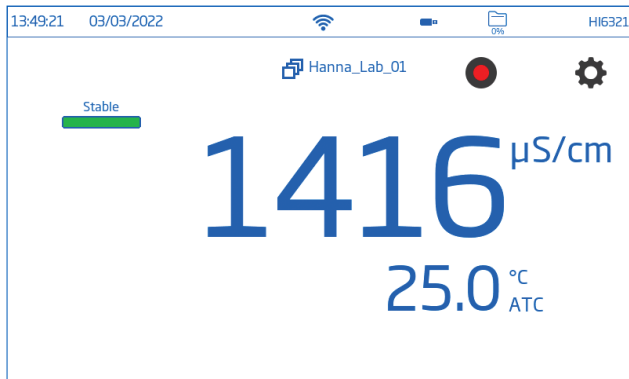 13:49:21 03/03/2022 0% HI6321
Hanna_Lab_01
Stable
1416 µS/cm
25.0 °C
ATC